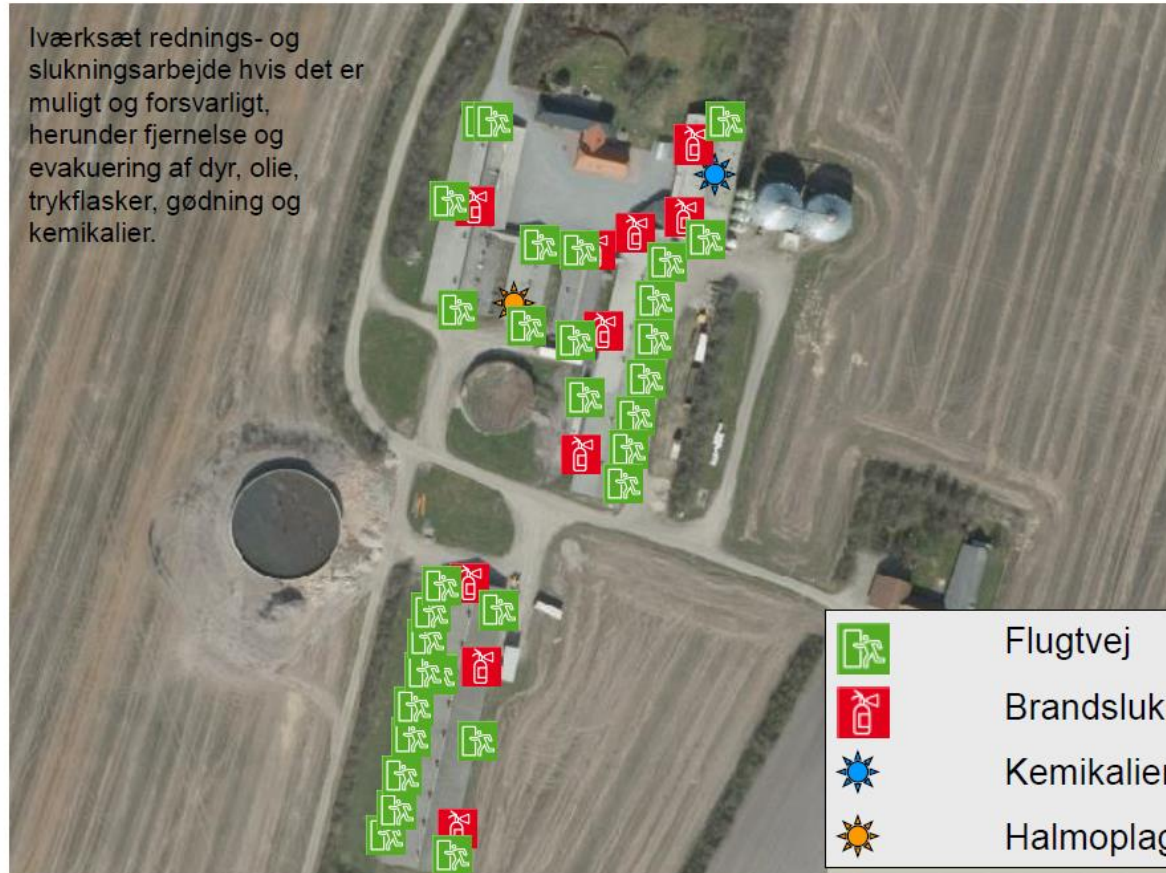 Iværksæt rednings- og
slukningsarbejde hvis det er
muligt og forsvarligt,
herunder fjernelse og
evakuering af dyr, olie,
trykflasker, gødning og
kemikalier.
Flugtvej
Brandsluk
Kemikalier
Halmoplag